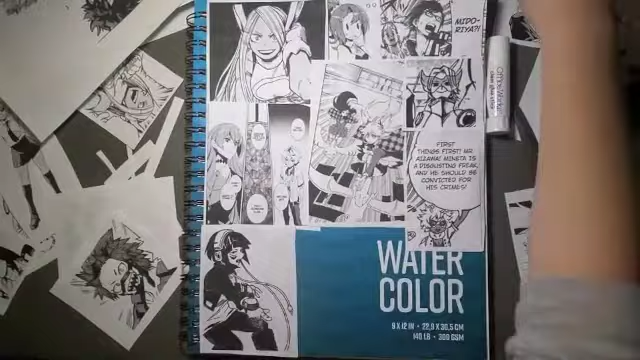 MIDO-
RIYA?!
FIRST
THINGS FIRST! MR.
AIZAWA! MINETA IS
A DISGUSTING FREAK,
AND HE SHOULD BE
CONVICTED FOR
HIS CRIMES!
WATER
COLOR
9 X 12 IN • 22,9 X 30,5 CM
140 LB • 300 GSM